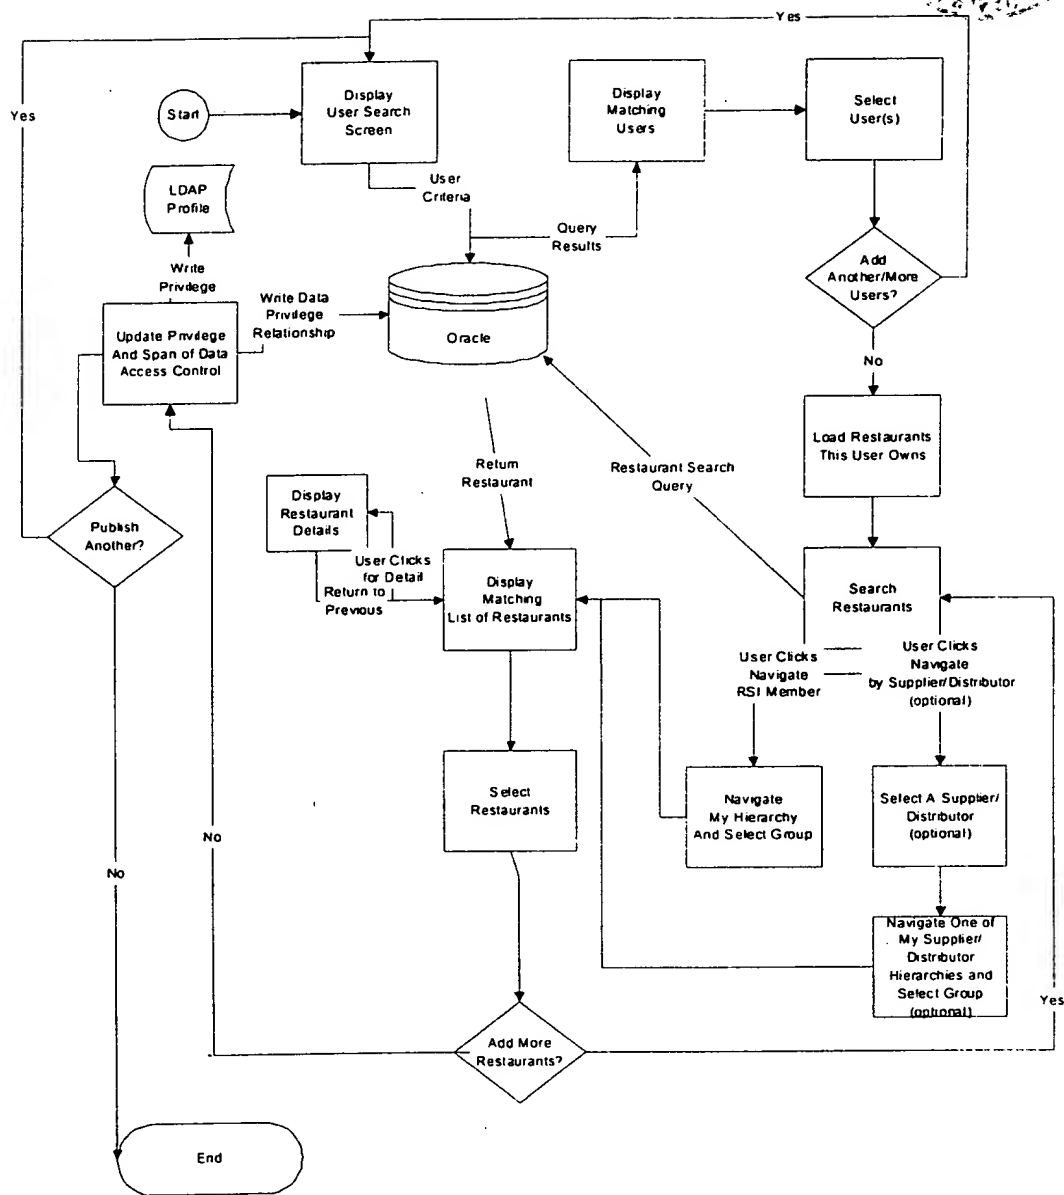 Yes
Yes
Start
Display
User Search
Screen
Display
Matching
Users
Select
User(s)
LDAP
Profile
User
Criteria
Query
Results
Write
Privilege
Add
Another/More
Users?
Write Data
Privilege
Relationship
Oracle
Update Privilege
And Span of Data
Access Control
No
Load Restaurants
This User Owns
Return
Restaurant
Restaurant Search
Query
Display
Restaurant
Details
Publish
Another?
User Clicks
for Detail
Return to
Previous
Display
Matching
List of Restaurants
Search
Restaurants
User Clicks
Navigate
RSI Member
User Clicks
Navigate
by Supplier/Distributor
(optional)
Select
Restaurants
Navigate
My Hierarchy
And Select Group
Select A Supplier/
Distributor
(optional)
No
No
Navigate One of
My Supplier/
Distributor
Hierarchies and
Select Group
(optional)
Yes
Add More
Restaurants?
End